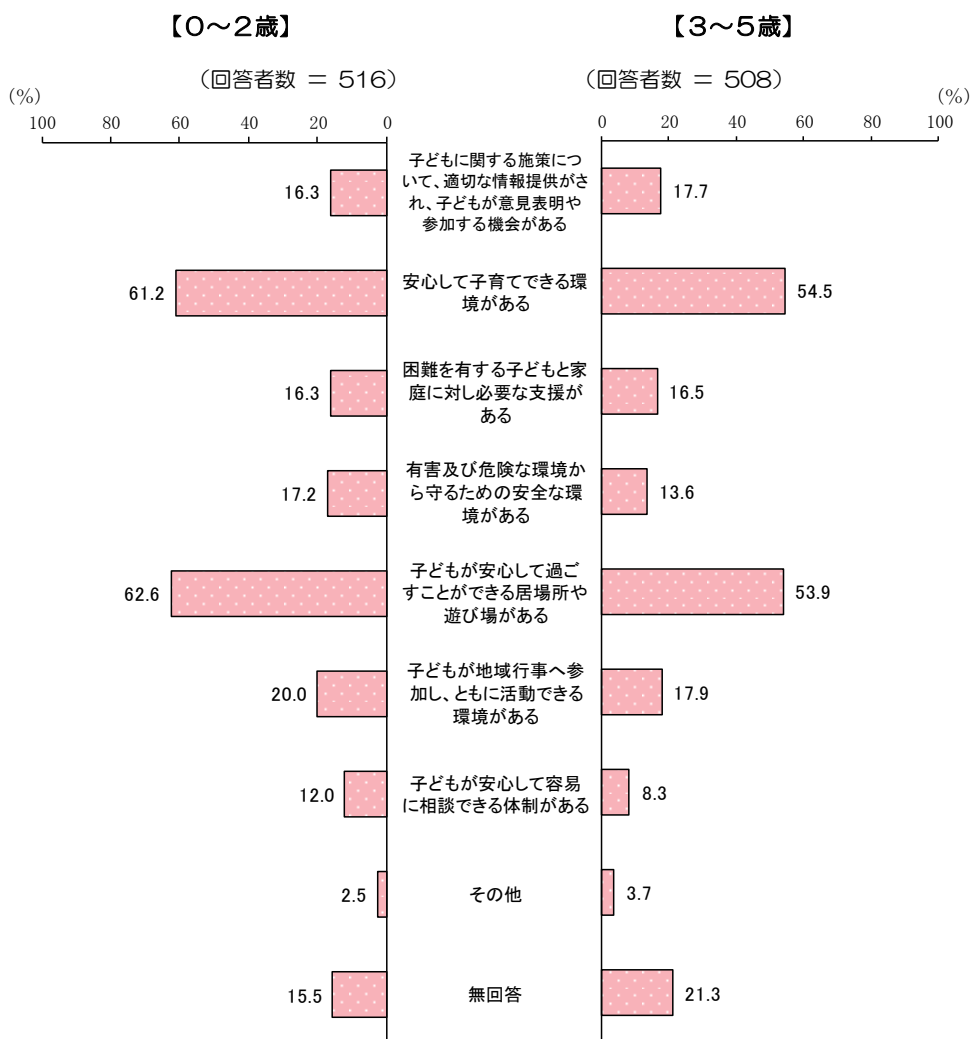 【0～2歳】
【3～5歳】
（回答者数 ＝ 516）
（回答者数 ＝ 508）
(%)
(%)
100 80 60 40 20 0
0 20 40 60 80 100
子どもに関する施策につ
いて、適切な情報提供がさ
れ、子どもが意見表明や
参加する機会がある
16.3
17.7
安心して子育てできる環
境がある
61.2
54.5
困難を有する子どもと家
庭に対し必要な支援が
ある
16.3
16.5
有害及び危険な環境か
ら守るための安全な環
境がある
17.2
13.6
子どもが安心して過ご
すことができる居場所や
遊び場がある
62.6
53.9
子どもが地域行事へ参
加し、ともに活動できる
環境がある
20.0
17.9
子どもが安心して容易
に相談できる体制がある
12.0
8.3
その他
2.5
3.7
無回答
15.5
21.3